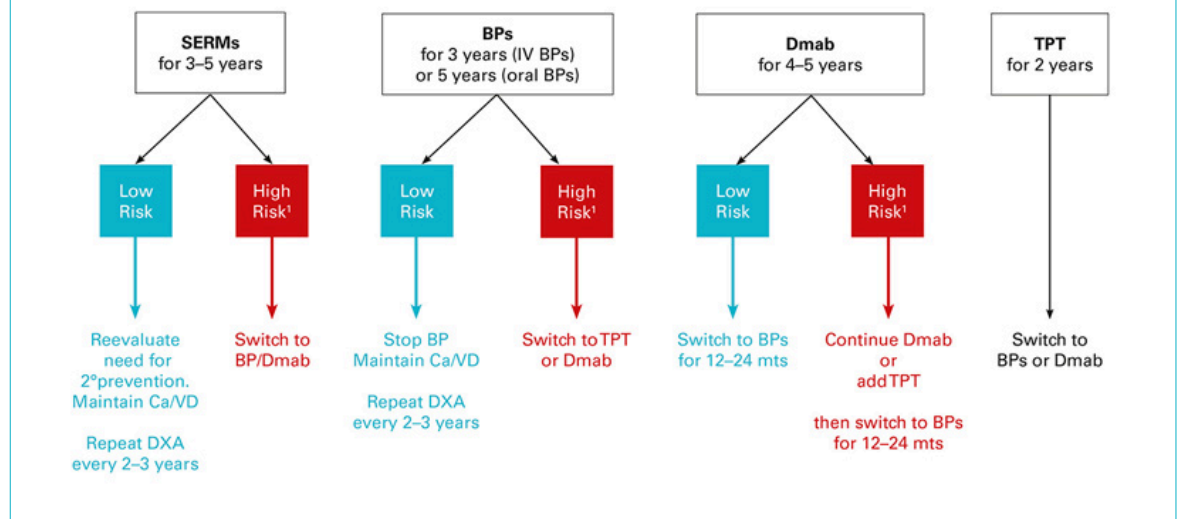 SERMs
for 3–5 years
BPs
for 3 years (IV BPs)
or 5 years (oral BPs)
Dmab
for 4–5 years
TPT
for 2 years
Low
Risk
High
Risk¹
Low
Risk
High
Risk¹
Low
Risk
High
Risk¹
Reevaluate
need for
2°prevention.
Maintain Ca/VD
Repeat DXA
every 2–3 years
Switch to
BP/Dmab
Stop BP
Maintain Ca/VD
Repeat DXA
every 2–3 years
Switch to TPT
or Dmab
Switch to BPs
for 12–24 mts
Continue Dmab
or
add TPT
then switch to BPs
for 12–24 mts
Switch to
BPs or Dmab